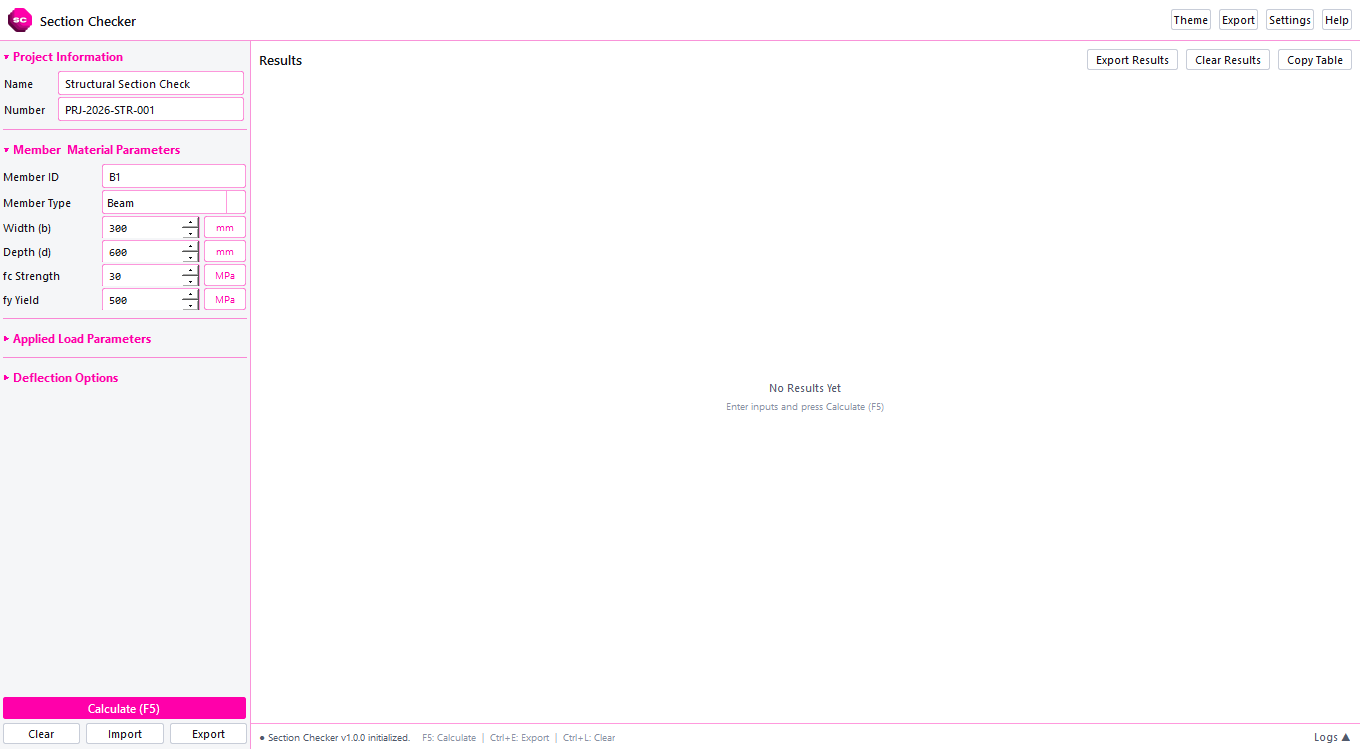 SC Section Checker Theme Export Settings Help
▾ Project Information
Name Structural Section Check
Number PRJ-2026-STR-001
▾ Member Material Parameters
Member ID B1
Member Type Beam
Width (b) 300 mm
Depth (d) 600 mm
fc Strength 30 MPa
fy Yield 500 MPa
▸ Applied Load Parameters
▸ Deflection Options
Calculate (F5)
Clear Import Export
Results Export Results Clear Results Copy Table
No Results Yet
Enter inputs and press Calculate (F5)
● Section Checker v1.0.0 initialized. F5: Calculate | Ctrl+E: Export | Ctrl+L: Clear Logs ▲